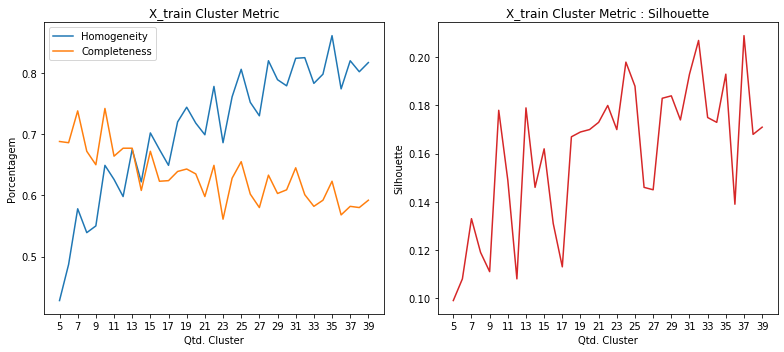 X_train Cluster Metric
Homogeneity
Completeness
0.8
0.7
0.6
0.5
Porcentagem
5 7 9 11 13 15 17 19 21 23 25 27 29 31 33 35 37 39
Qtd. Cluster
X_train Cluster Metric : Silhouette
0.20
0.18
0.16
0.14
0.12
0.10
Silhouette
5 7 9 11 13 15 17 19 21 23 25 27 29 31 33 35 37 39
Qtd. Cluster